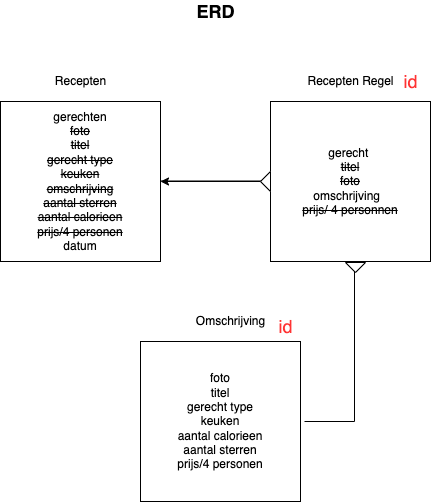 ERD
Recepten
gerechten
foto
titel
gerecht type
keuken
omschrijving
aantal sterren
aantal calorieen
prijs/4 personen
datum
Recepten Regel id
gerecht
titel
foto
omschrijving
prijs/ 4 personnen
Omschrijving id
foto
titel
gerecht type
keuken
aantal calorieen
aantal sterren
prijs/4 personen